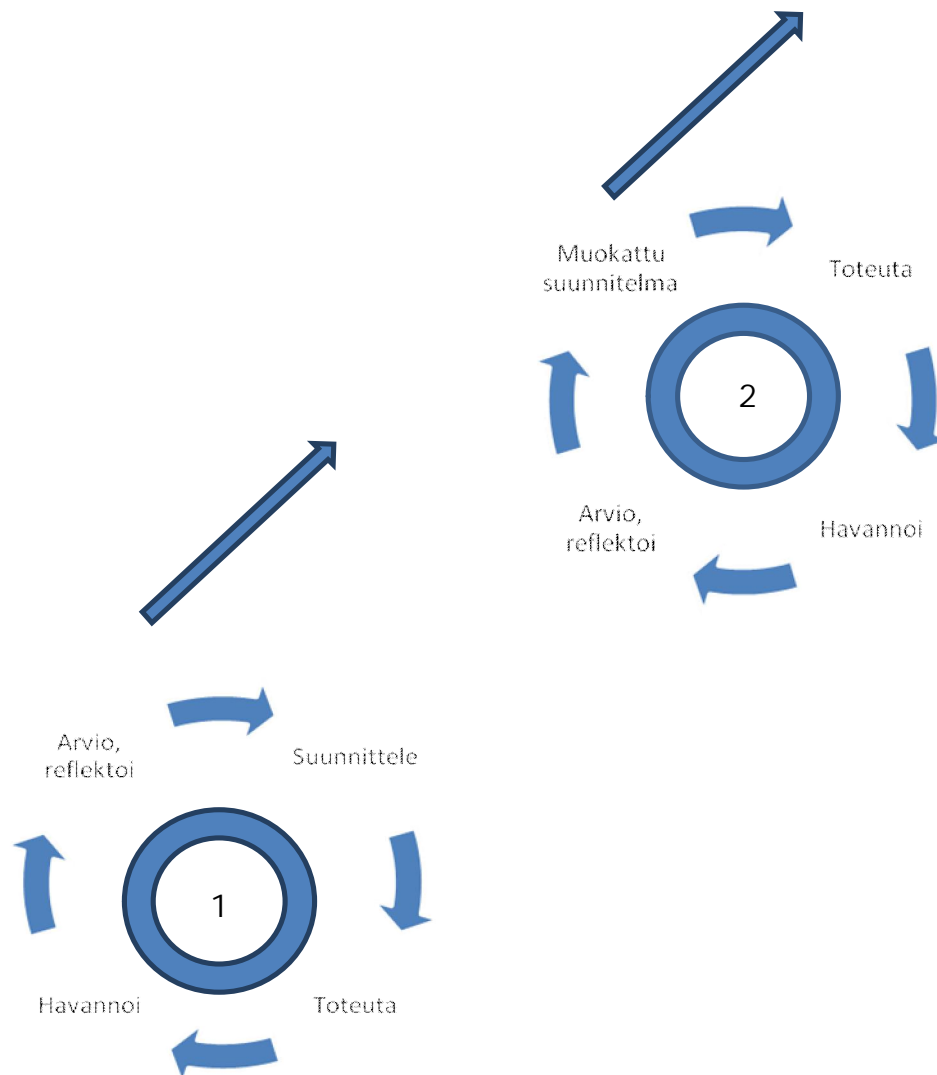 Muokattu
suunnitelma
Toteuta
2
Arvio,
reflektoi
Havannoi
Arvio,
reflektoi
Suunnittele
1
Havannoi
Toteuta